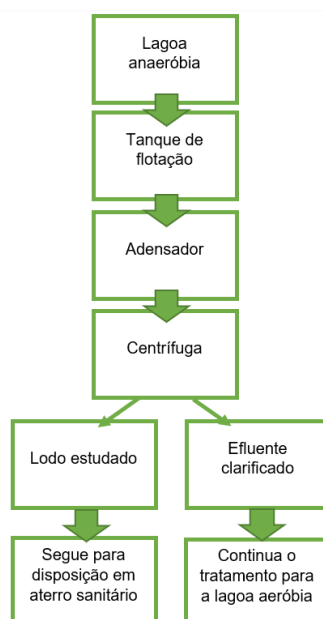 Lagoa
anaeróbia
Tanque de
flotação
Adensador
Centrífuga
Lodo estudado
Efluente
clarificado
Segue para
disposição em
aterro sanitário
Continua o
tratamento para
a lagoa aeróbia